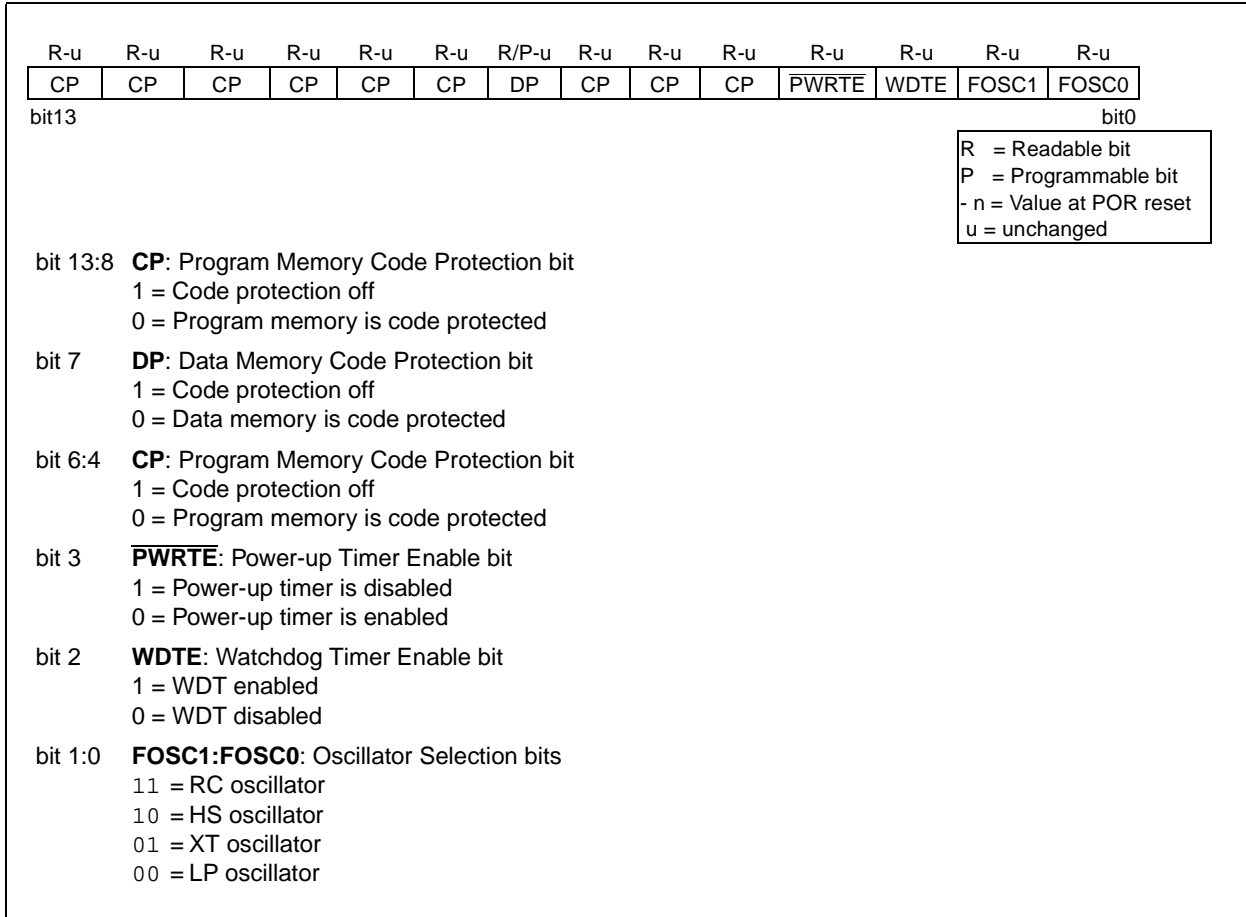 R-u R-u R-u R-u R-u R-u R/P-u R-u R-u R-u R-u R-u R-u R-u
CP CP CP CP CP CP DP CP CP CP PWRTE WDTE FOSC1 FOSC0
bit13 bit0
R = Readable bit
P = Programmable bit
- n = Value at POR reset
u = unchanged
bit 13:8 CP: Program Memory Code Protection bit
1 = Code protection off
0 = Program memory is code protected
bit 7 DP: Data Memory Code Protection bit
1 = Code protection off
0 = Data memory is code protected
bit 6:4 CP: Program Memory Code Protection bit
1 = Code protection off
0 = Program memory is code protected
bit 3 PWRTE: Power-up Timer Enable bit
1 = Power-up timer is disabled
0 = Power-up timer is enabled
bit 2 WDTE: Watchdog Timer Enable bit
1 = WDT enabled
0 = WDT disabled
bit 1:0 FOSC1:FOSC0: Oscillator Selection bits
11 = RC oscillator
10 = HS oscillator
01 = XT oscillator
00 = LP oscillator